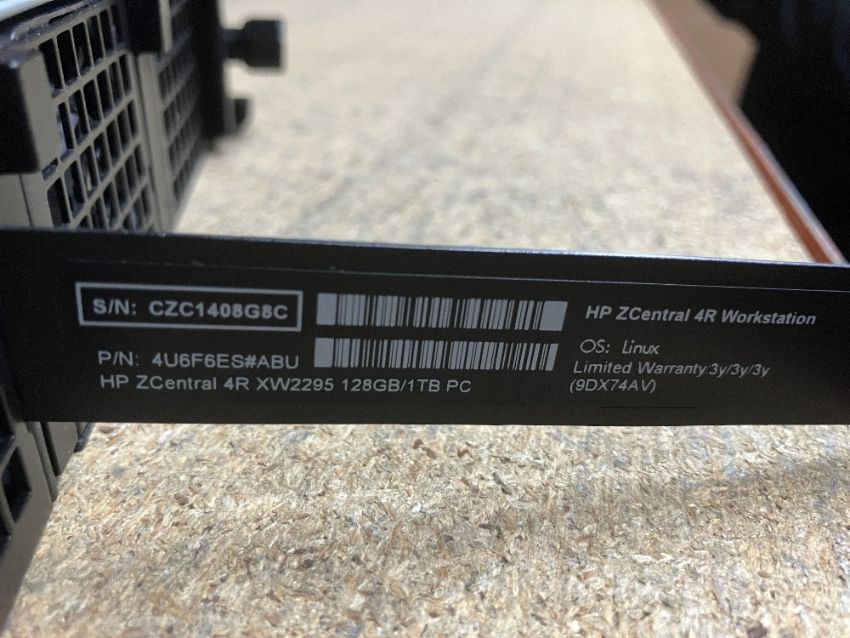 S/N: CZC1408G8C
P/N: 4U6F6ES#ABU
HP ZCentral 4R XW2295 128GB/1TB PC
HP ZCentral 4R Workstation
OS: Linux
Limited Warranty 3y/3y/3y
(9DX74AV)